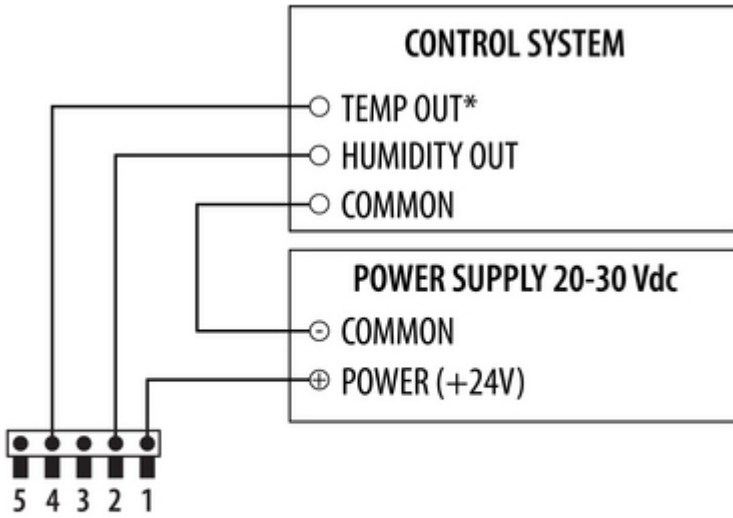 CONTROL SYSTEM
TEMP OUT*
HUMIDITY OUT
COMMON
POWER SUPPLY 20-30 Vdc
- COMMON
+ POWER (+24V)
5 4 3 2 1